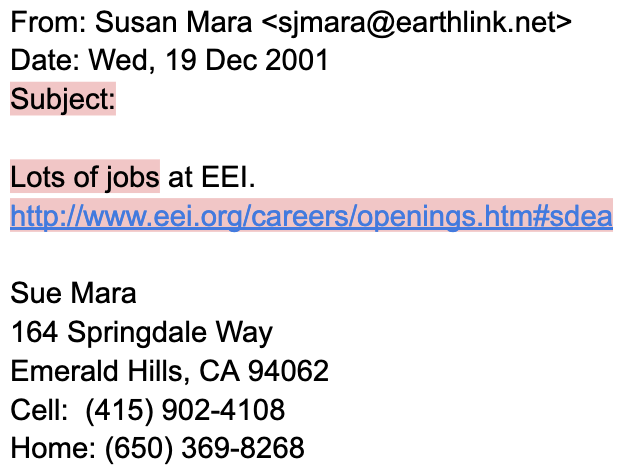 From: Susan Mara <sjmara@earthlink.net>
Date: Wed, 19 Dec 2001
Subject:
Lots of jobs at EEI.
http://www.eei.org/careers/openings.htm#sdea
Sue Mara
164 Springdale Way
Emerald Hills, CA 94062
Cell:  (415) 902-4108
Home: (650) 369-8268